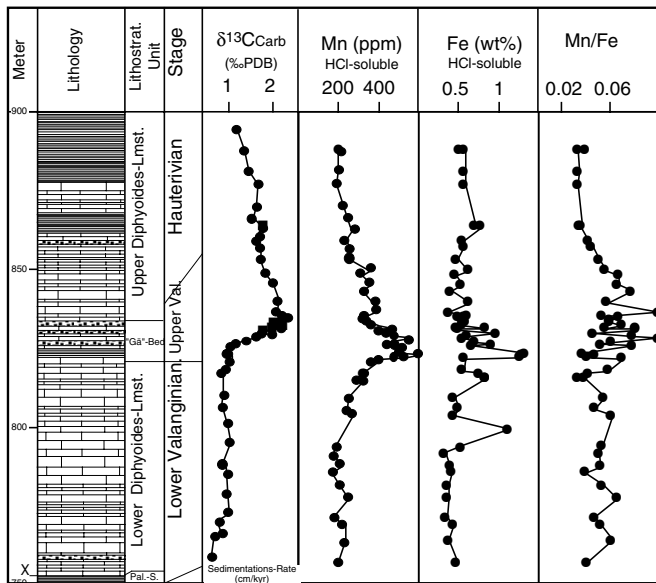 Meter
Lithology
Lithostrat.
Unit
Stage
δ13CCarb
(‰PDB)
1 2
Mn (ppm)
HCl-soluble
200 400
Fe (wt%)
HCl-soluble
0.5 1
Mn/Fe
0.02 0.06
900
850
800
X
750
Upper Diphyoides-Lmst.
"Gä"-Bed
Lower Diphyoides-Lmst.
Pal.-S.
Hauterivian
Upper Val.
Lower Valanginian.
Sedimentations-Rate
(cm/kyr)